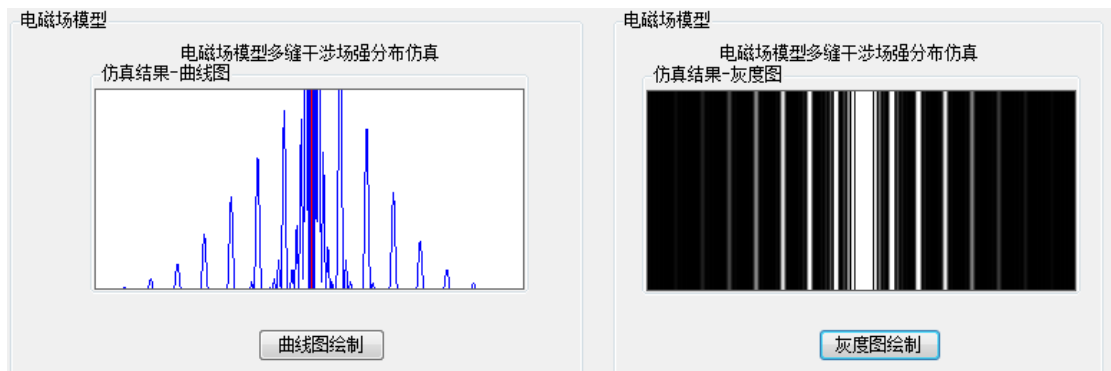 电磁场模型
电磁场模型多缝干涉场强分布仿真
仿真结果-曲线图
曲线图绘制
电磁场模型
电磁场模型多缝干涉场强分布仿真
仿真结果-灰度图
灰度图绘制